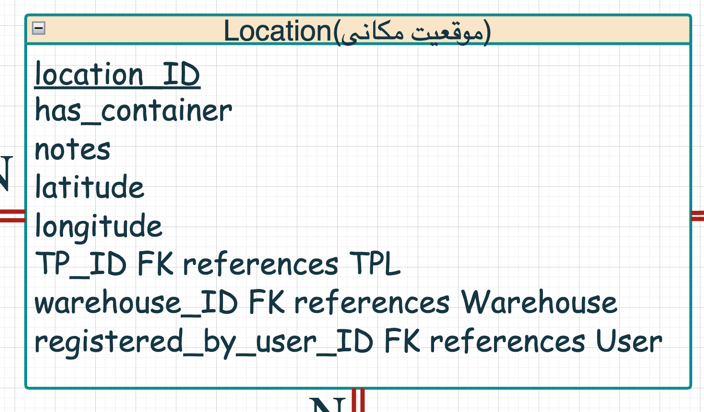 Location(موقعیت مکانی)
location_ID
has_container
notes
latitude
longitude
TP_ID FK references TPL
warehouse_ID FK references Warehouse
registered_by_user_ID FK references User
N
N